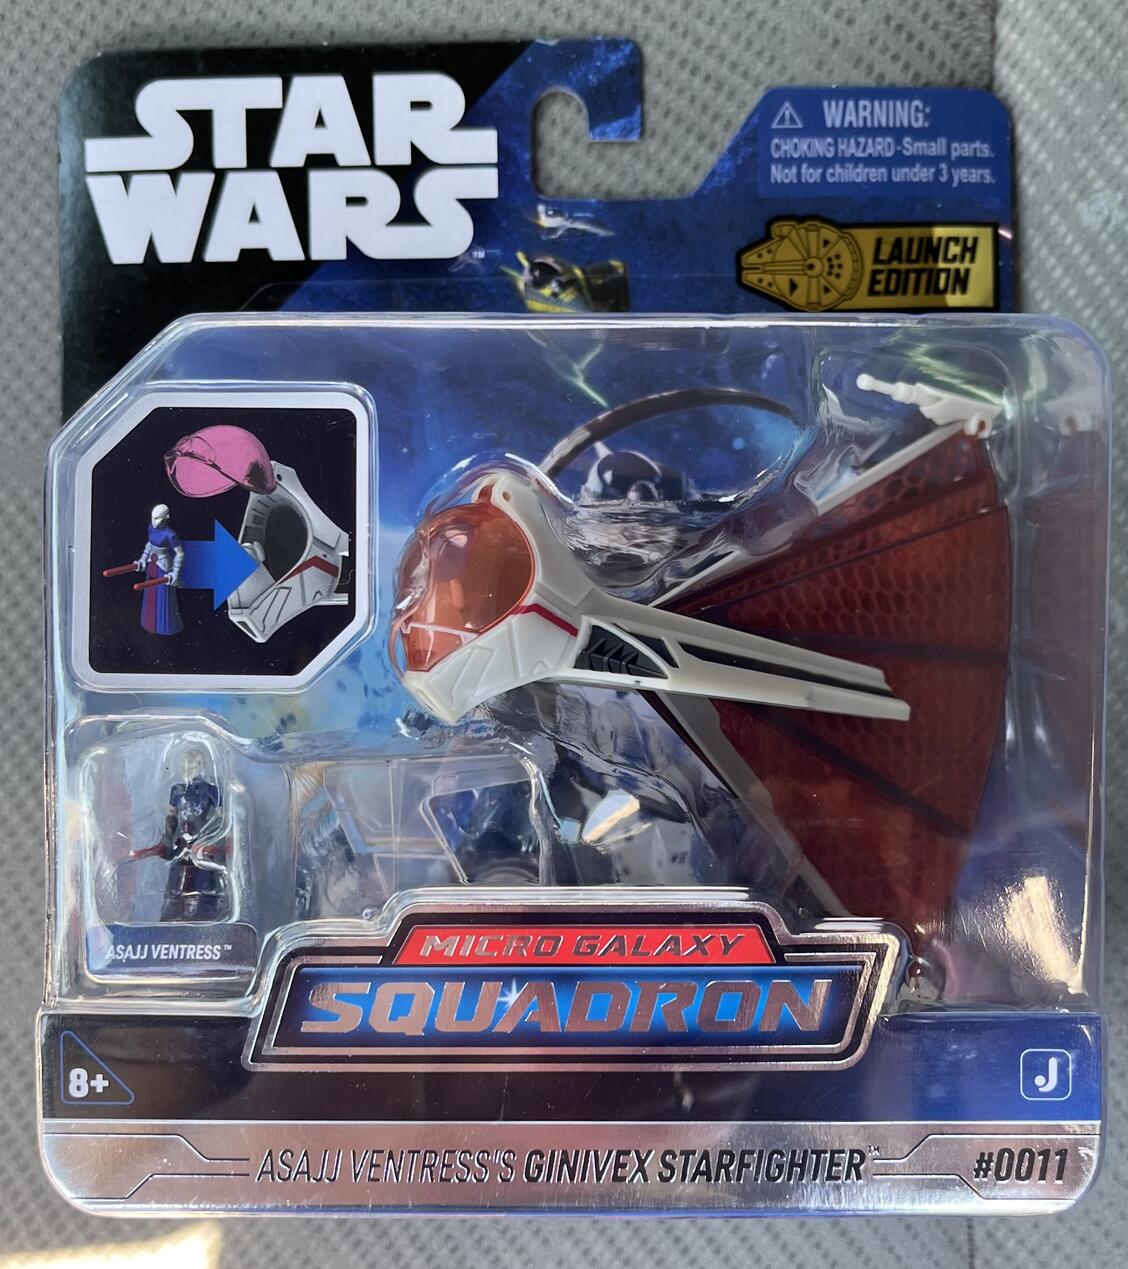 STAR
WARS™
WARNING:
CHOKING HAZARD-Small parts.
Not for children under 3 years.
LAUNCH
EDITION
ASAJJ VENTRESS™
MICRO GALAXY
SQUADRON
8+
J
ASAJJ VENTRESS'S GINIVEX STARFIGHTER™
#0011